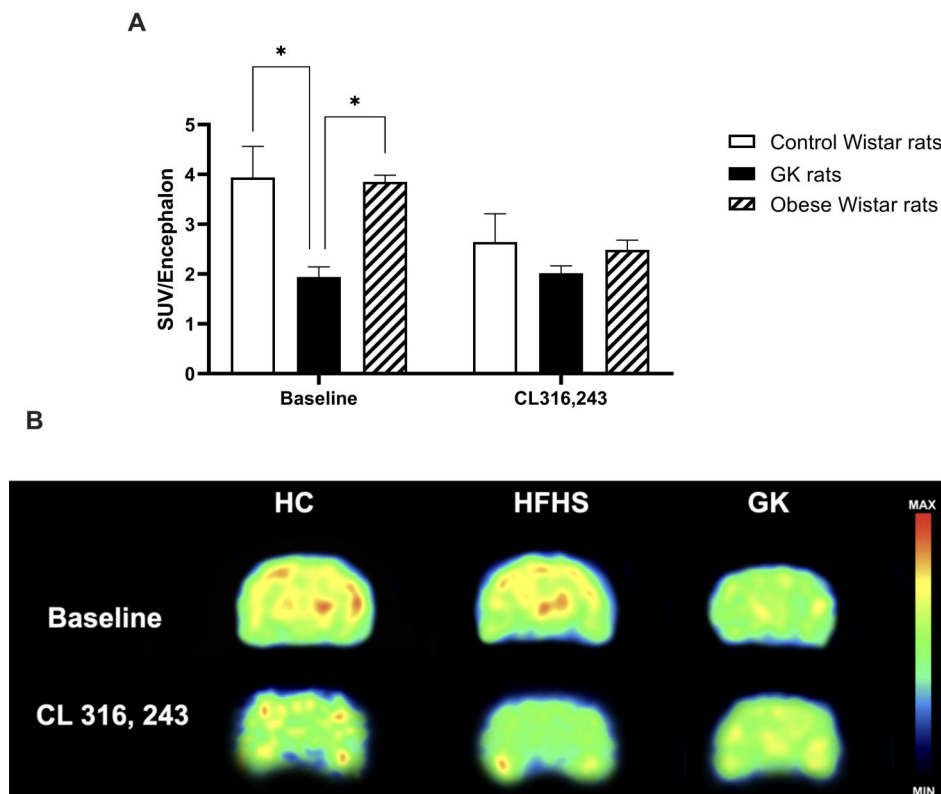 A
*
*
SUV/Encephalon
5
4
3
2
1
0
Baseline
CL316,243
Control Wistar rats
GK rats
Obese Wistar rats
B
HC
HFHS
GK
MAX
Baseline
CL 316, 243
MIN